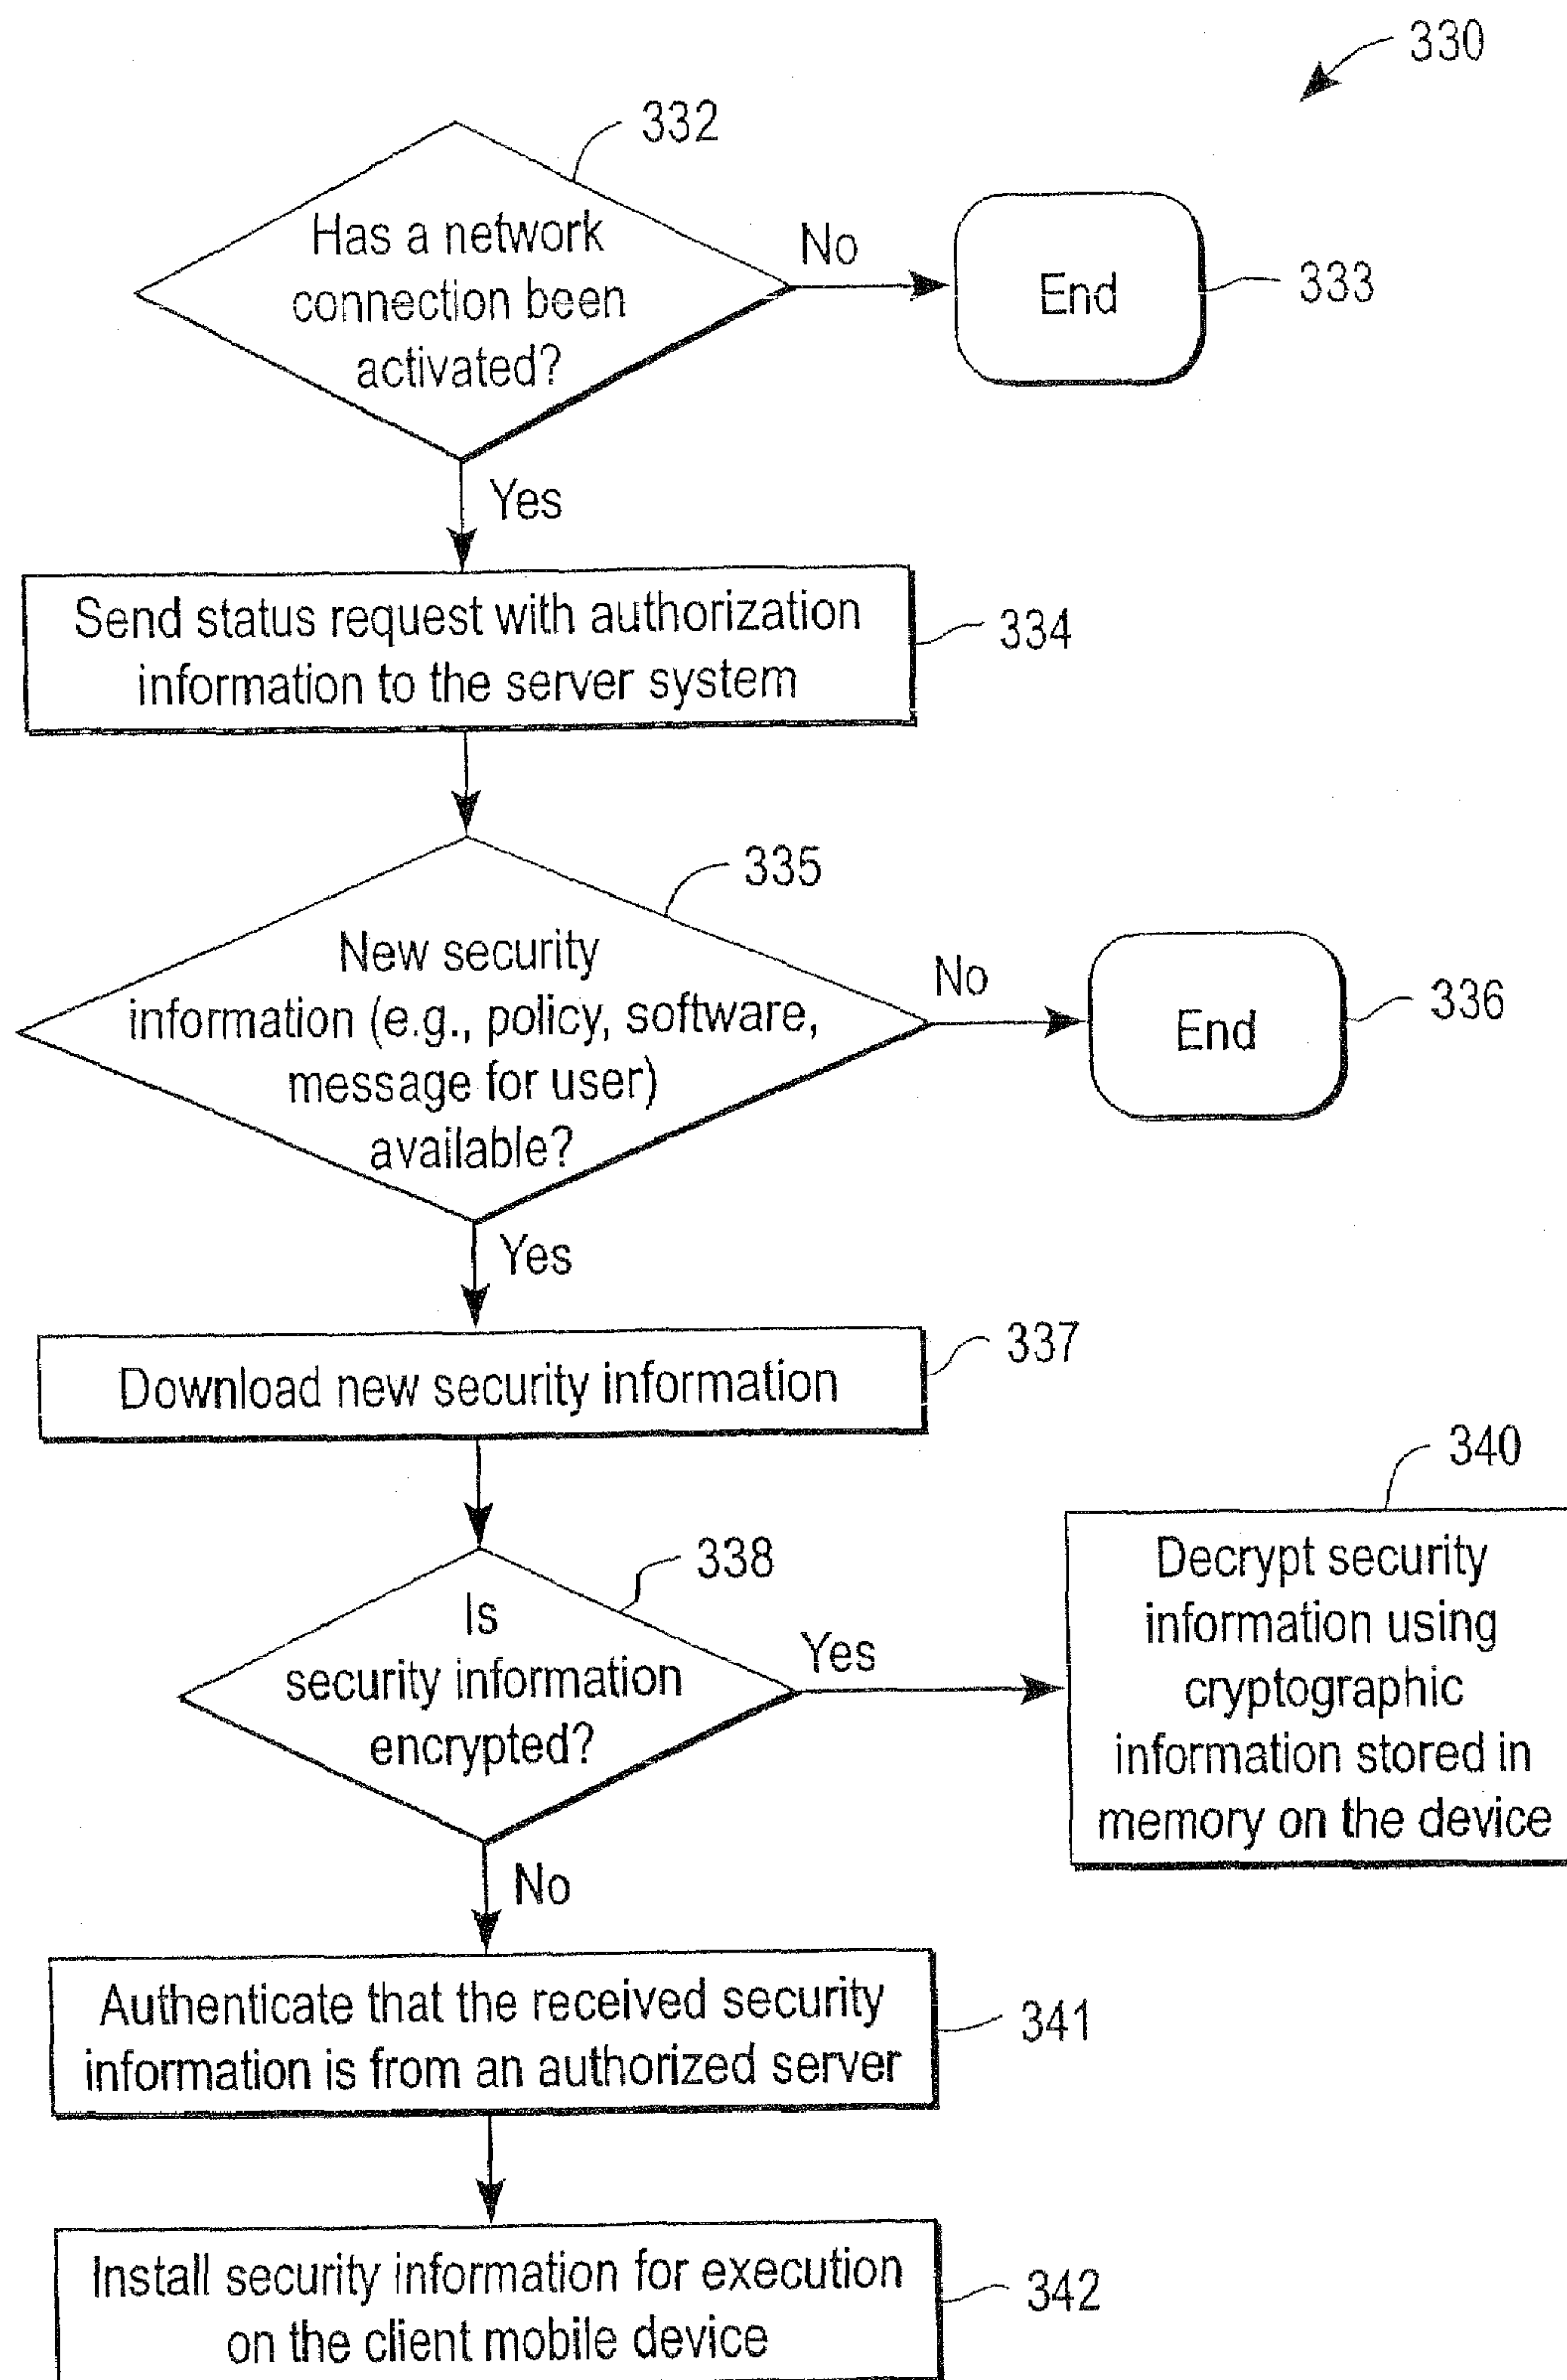 330
332
Has a network
connection been
activated?
No
End
333
Yes
Send status request with authorization
information to the server system
334
335
New security
information (e.g., policy, software,
message for user)
available?
No
End
336
Yes
Download new security information
337
338
Is
security information
encrypted?
Yes
340
Decrypt security
information using
cryptographic
information stored in
memory on the device
No
Authenticate that the received security
information is from an authorized server
341
Install security information for execution
on the client mobile device
342